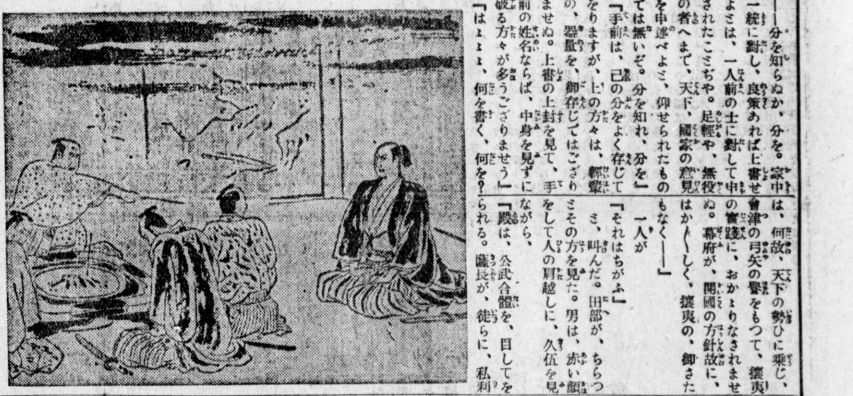 ――分を知らぬか、分を。家中
一統に對し、良策あれば上書せ
よとは、一人前の士に對して申
されたことぢや。足輕や、無役
の者へまで、天下、國家の意見
を申述べよと、仰せられたもの
では無いぞ。分を知れ、分を』
『手前は、己の分をよく存じて
をりますが、上の方々は、輕輩
の、器量を、御存じではござり
ませぬ。上書の上封を見て、手
前の姓名ならば、中身を見ずに
破る方々が多うござりませう』
『はゝゝゝ、何を書く、何を?
は、何故、天下の勢ひに乘じ、
會津の弓矢の譽をもつて、攘夷
の實踐に、おかゝりなされませ
ぬ。幕府が、開國の方針故に、
はか〲しく、攘夷の、御さた
もなく――』
一人が
『それはちがふ』
と、叫んだ。田部が、ちらつ
とその方を見た。男は、赤い顏
をして人の肩越しに、久伍を見
ながら、
『殿は、公武合體を、目してを
られる。薩長が、徒らに、私利